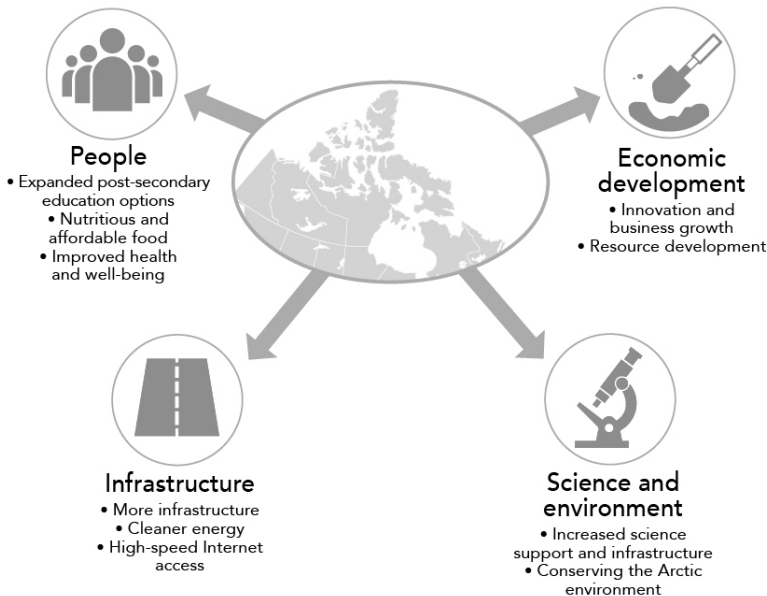 People
• Expanded post-secondary
education options
• Nutritious and
affordable food
• Improved health
and well-being
Economic
development
• Innovation and
business growth
• Resource development
Infrastructure
• More infrastructure
• Cleaner energy
• High-speed Internet
access
Science and
environment
• Increased science
support and infrastructure
• Conserving the Arctic
environment